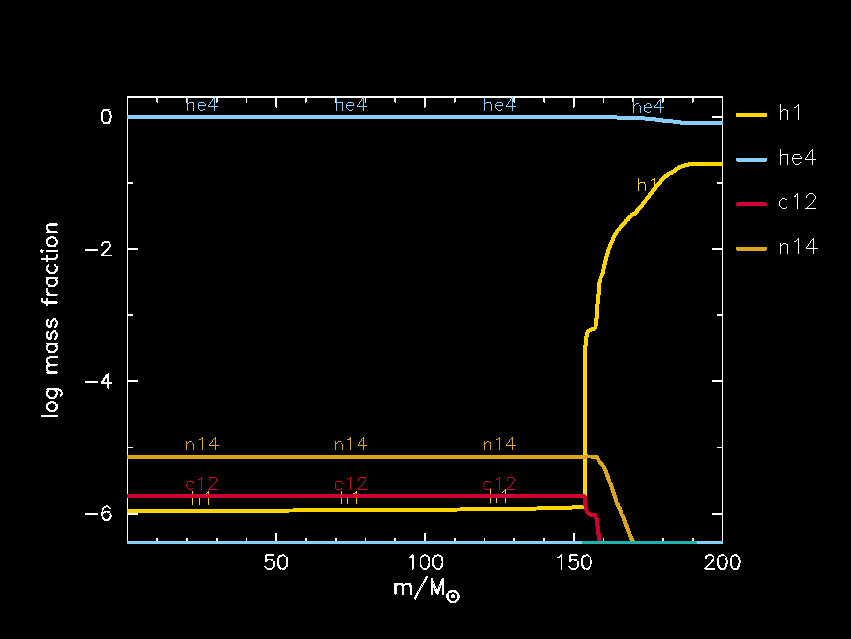 he4 he4 he4 he4
0
h1
he4
h1
c12
−2
n14
log mass fraction
−4
n14 n14 n14
c12 c12 c12
h1 h1 h1
−6
50 100 150 200
m/M☉